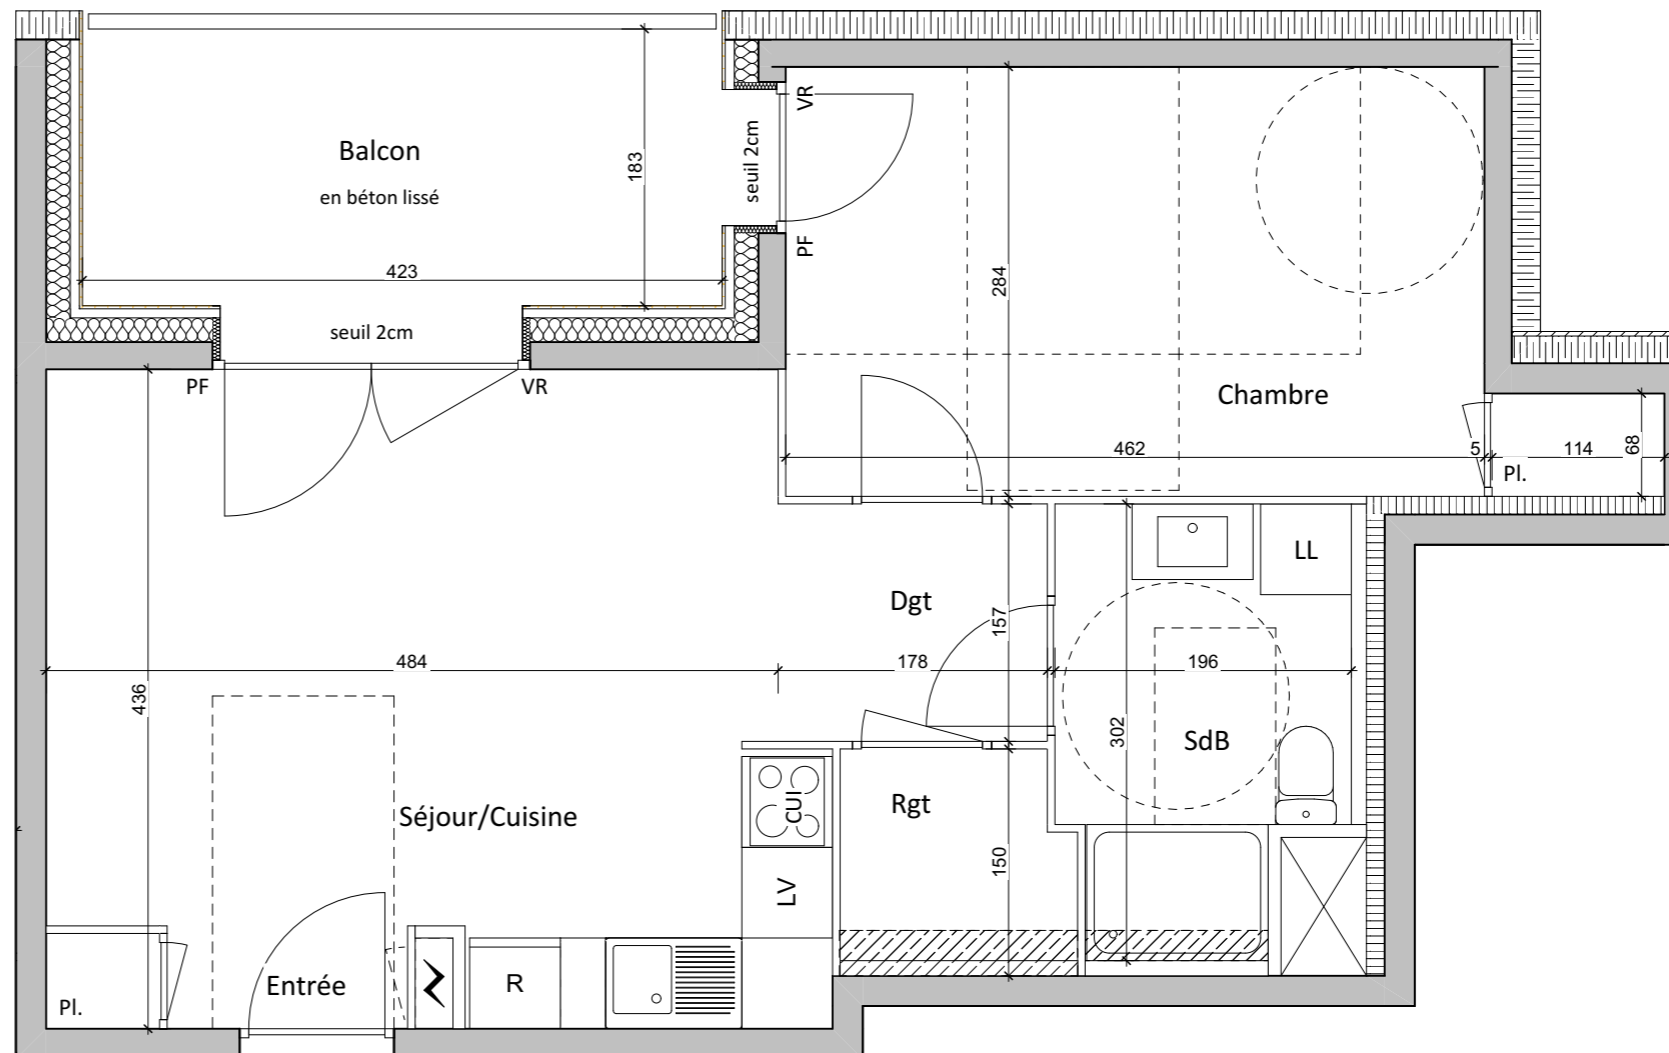 VR
Balcon
en béton lissé
183
seuil 2cm
PF
423
284
seuil 2cm
PF
VR
Chambre
462
5
114
68
Pl.
LL
Dgt
157
484
178
196
436
302
SdB
Séjour/Cuisine
CUI
Rgt
150
LV
Entrée
R
Pl.